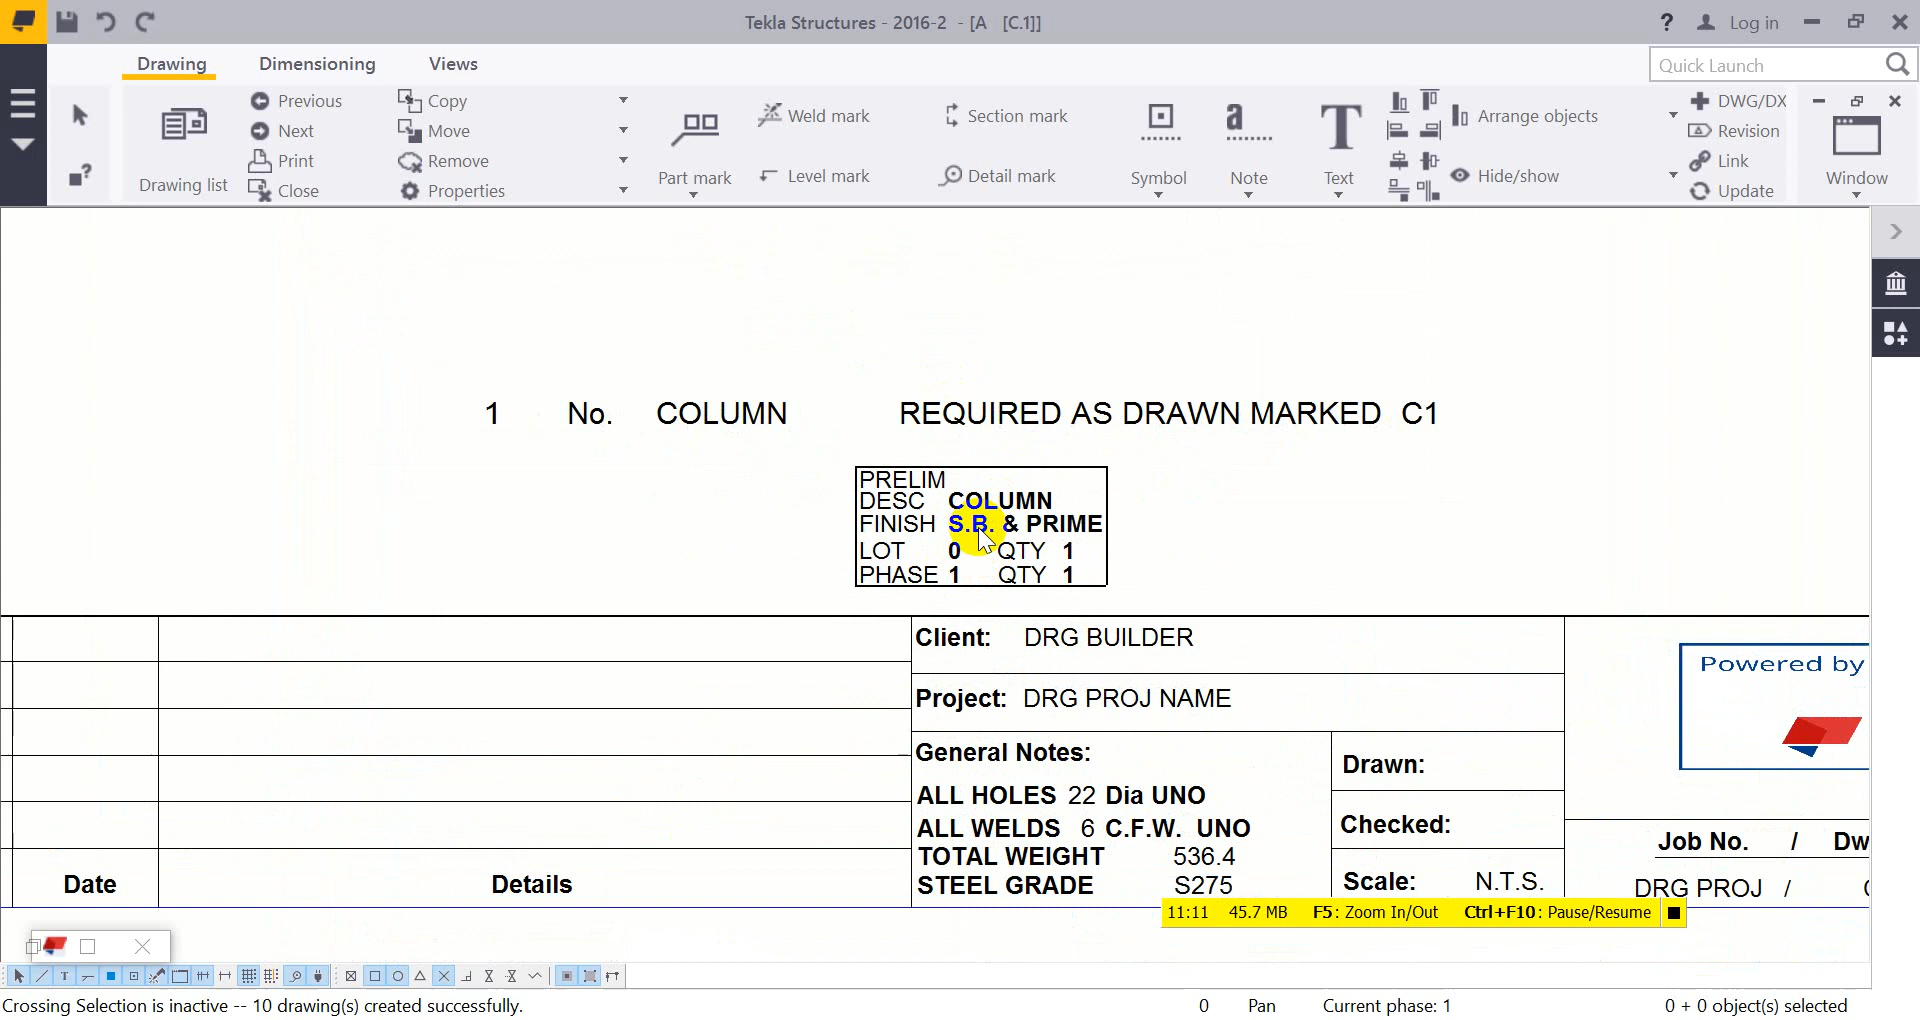 Tekla Structures - 2016-2 - [A [C.1]]
? Log in
Drawing Dimensioning Views
Quick Launch
Drawing list
Previous
Next
Print
Close
Copy
Move
Remove
Properties
Part mark
Weld mark
Level mark
Section mark
Detail mark
Symbol
a
Note
T
Text
Arrange objects
Hide/show
DWG/DX
Revision
Link
Update
Window
1 No. COLUMN REQUIRED AS DRAWN MARKED C1
PRELIM
DESC COLUMN
FINISH S.B. & PRIME
LOT 0 QTY 1
PHASE 1 QTY 1
Client: DRG BUILDER
Project: DRG PROJ NAME
General Notes:
ALL HOLES 22 Dia UNO
ALL WELDS 6 C.F.W. UNO
TOTAL WEIGHT 536.4
STEEL GRADE S275
Drawn:
Checked:
Scale: N.T.S.
Powered by
Job No. / Dw
DRG PROJ /
Date Details
11:11 45.7 MB F5: Zoom In/Out Ctrl+F10: Pause/Resume
Crossing Selection is inactive -- 10 drawing(s) created successfully.
0 Pan Current phase: 1 0 + 0 object(s) selected